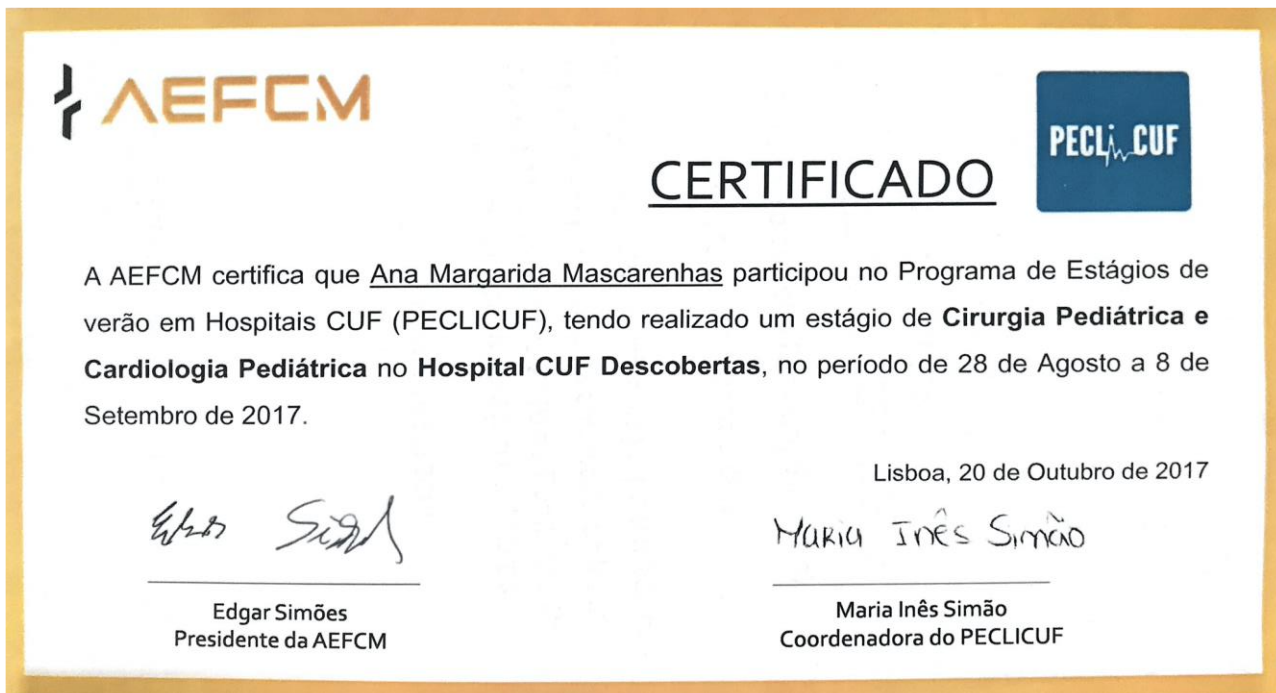 AEFCM
PECLiCUF
CERTIFICADO
A AEFCM certifica que Ana Margarida Mascarenhas participou no Programa de Estágios de
verão em Hospitais CUF (PECLICUF), tendo realizado um estágio de Cirurgia Pediátrica e
Cardiologia Pediátrica no Hospital CUF Descobertas, no período de 28 de Agosto a 8 de
Setembro de 2017.
Lisboa, 20 de Outubro de 2017
Maria Inês Simão
Edgar Simões
Presidente da AEFCM
Maria Inês Simão
Coordenadora do PECLICUF